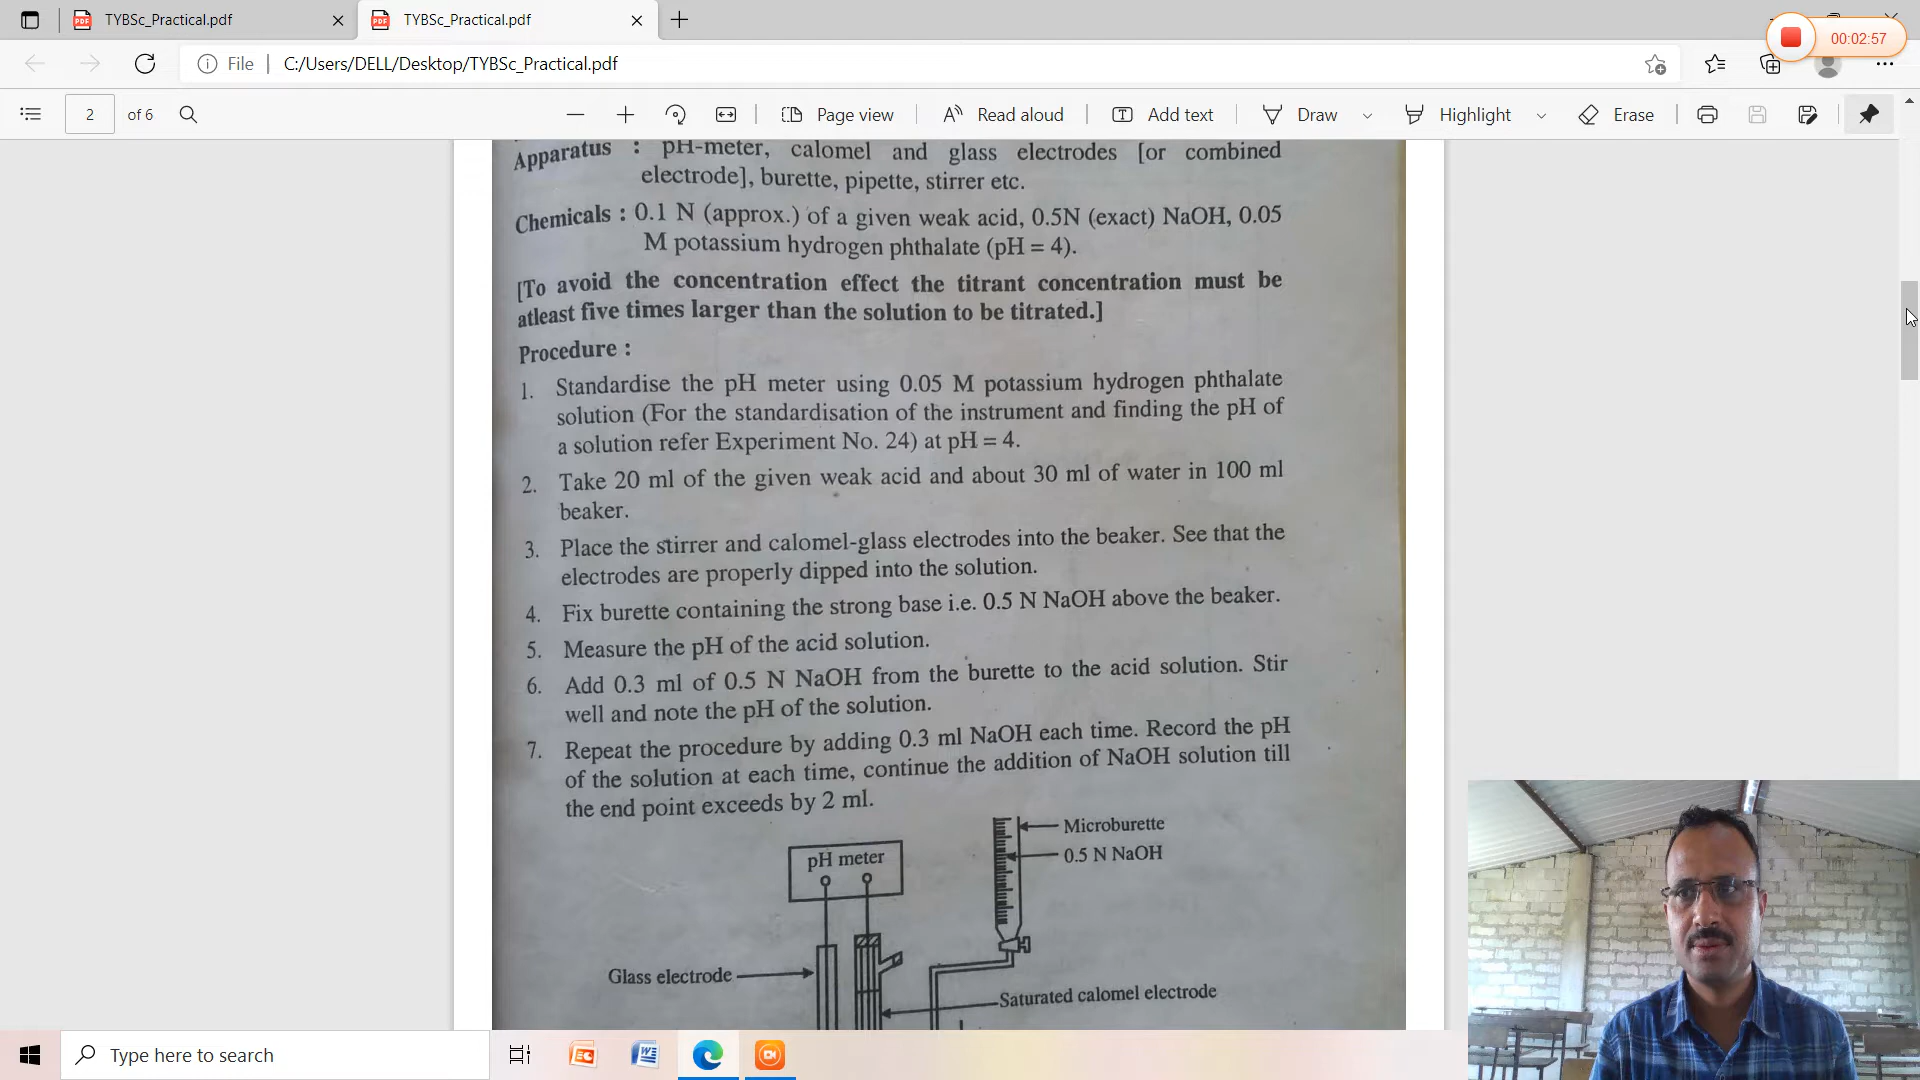 TYBSc_Practical.pdf
TYBSc_Practical.pdf
00:02:57
File
C:/Users/DELL/Desktop/TYBSc_Practical.pdf
2 of 6
Page view
Read aloud
Add text
Draw
Highlight
Erase
Apparatus : pH-meter, calomel and glass electrodes [or combined
electrode], burette, pipette, stirrer etc.
Chemicals : 0.1 N (approx.) of a given weak acid, 0.5N (exact) NaOH, 0.05
M potassium hydrogen phthalate (pH = 4).
[To avoid the concentration effect the titrant concentration must be
atleast five times larger than the solution to be titrated.]
Procedure :
1. Standardise the pH meter using 0.05 M potassium hydrogen phthalate
solution (For the standardisation of the instrument and finding the pH of
a solution refer Experiment No. 24) at pH = 4.
2. Take 20 ml of the given weak acid and about 30 ml of water in 100 ml
beaker.
3. Place the stirrer and calomel-glass electrodes into the beaker. See that the
electrodes are properly dipped into the solution.
4. Fix burette containing the strong base i.e. 0.5 N NaOH above the beaker.
5. Measure the pH of the acid solution.
6. Add 0.3 ml of 0.5 N NaOH from the burette to the acid solution. Stir
well and note the pH of the solution.
7. Repeat the procedure by adding 0.3 ml NaOH each time. Record the pH
of the solution at each time, continue the addition of NaOH solution till
the end point exceeds by 2 ml.
Microburette
pH meter
0.5 N NaOH
Glass electrode
Saturated calomel electrode
Type here to search